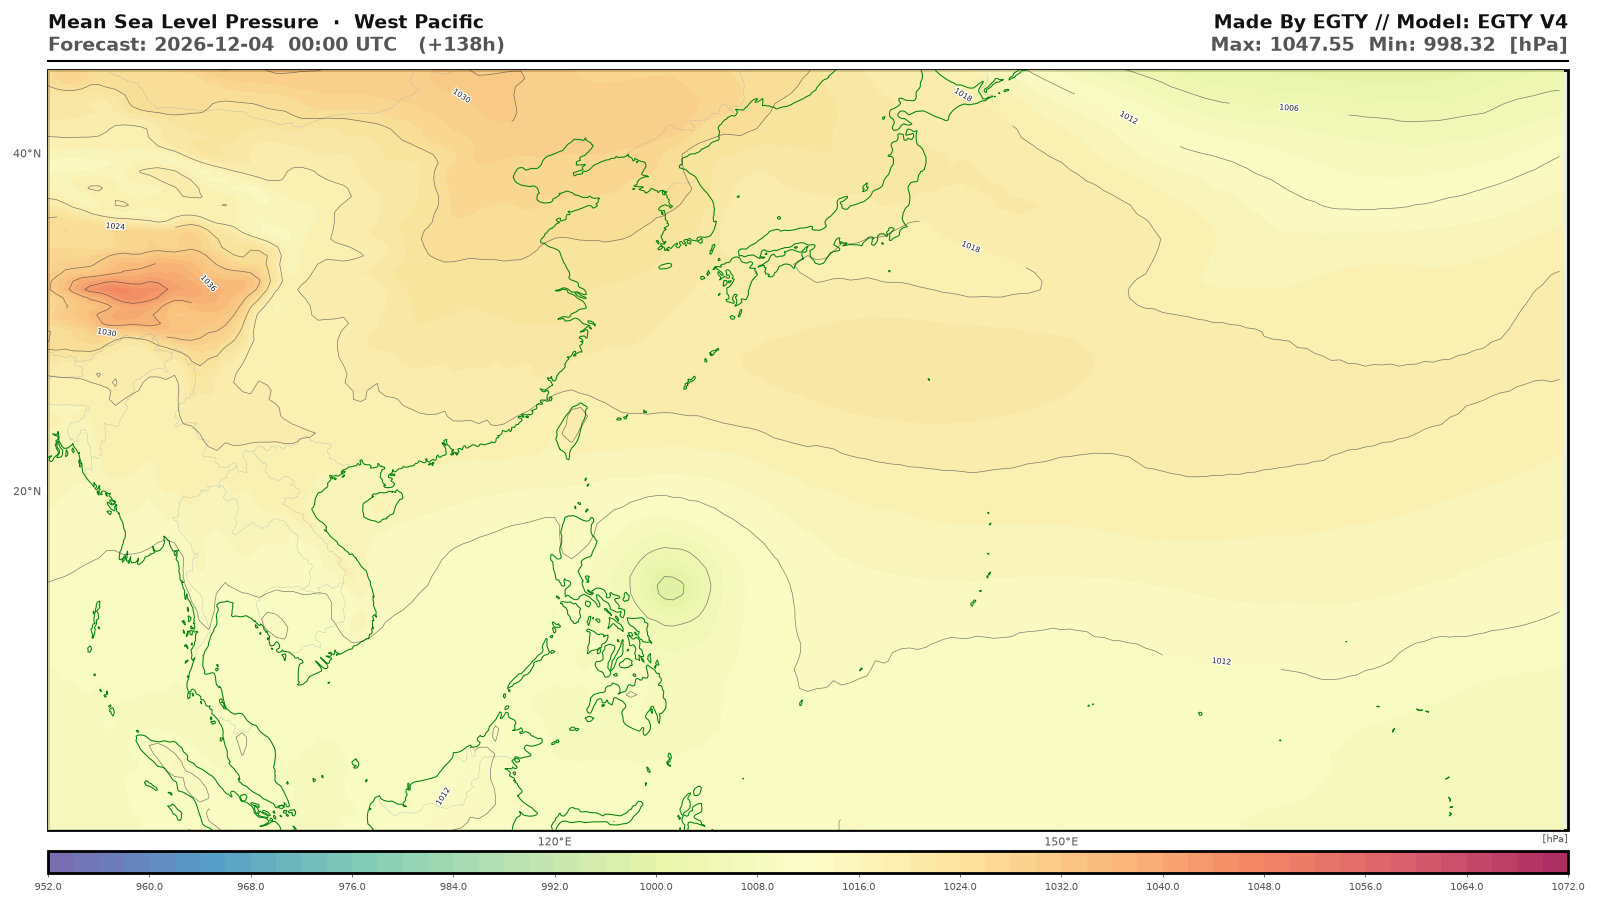 Mean Sea Level Pressure · West Pacific
Made By EGTY // Model: EGTY V4
Forecast: 2026-12-04 00:00 UTC (+138h)
Max: 1047.55 Min: 998.32 [hPa]
1030
1018
1006
1012
40°N
1024
1018
1036
1030
20°N
1012
1012
120°E
150°E
[hPa]
952.0 960.0 968.0 976.0 984.0 992.0 1000.0 1008.0 1016.0 1024.0 1032.0 1040.0 1048.0 1056.0 1064.0 1072.0